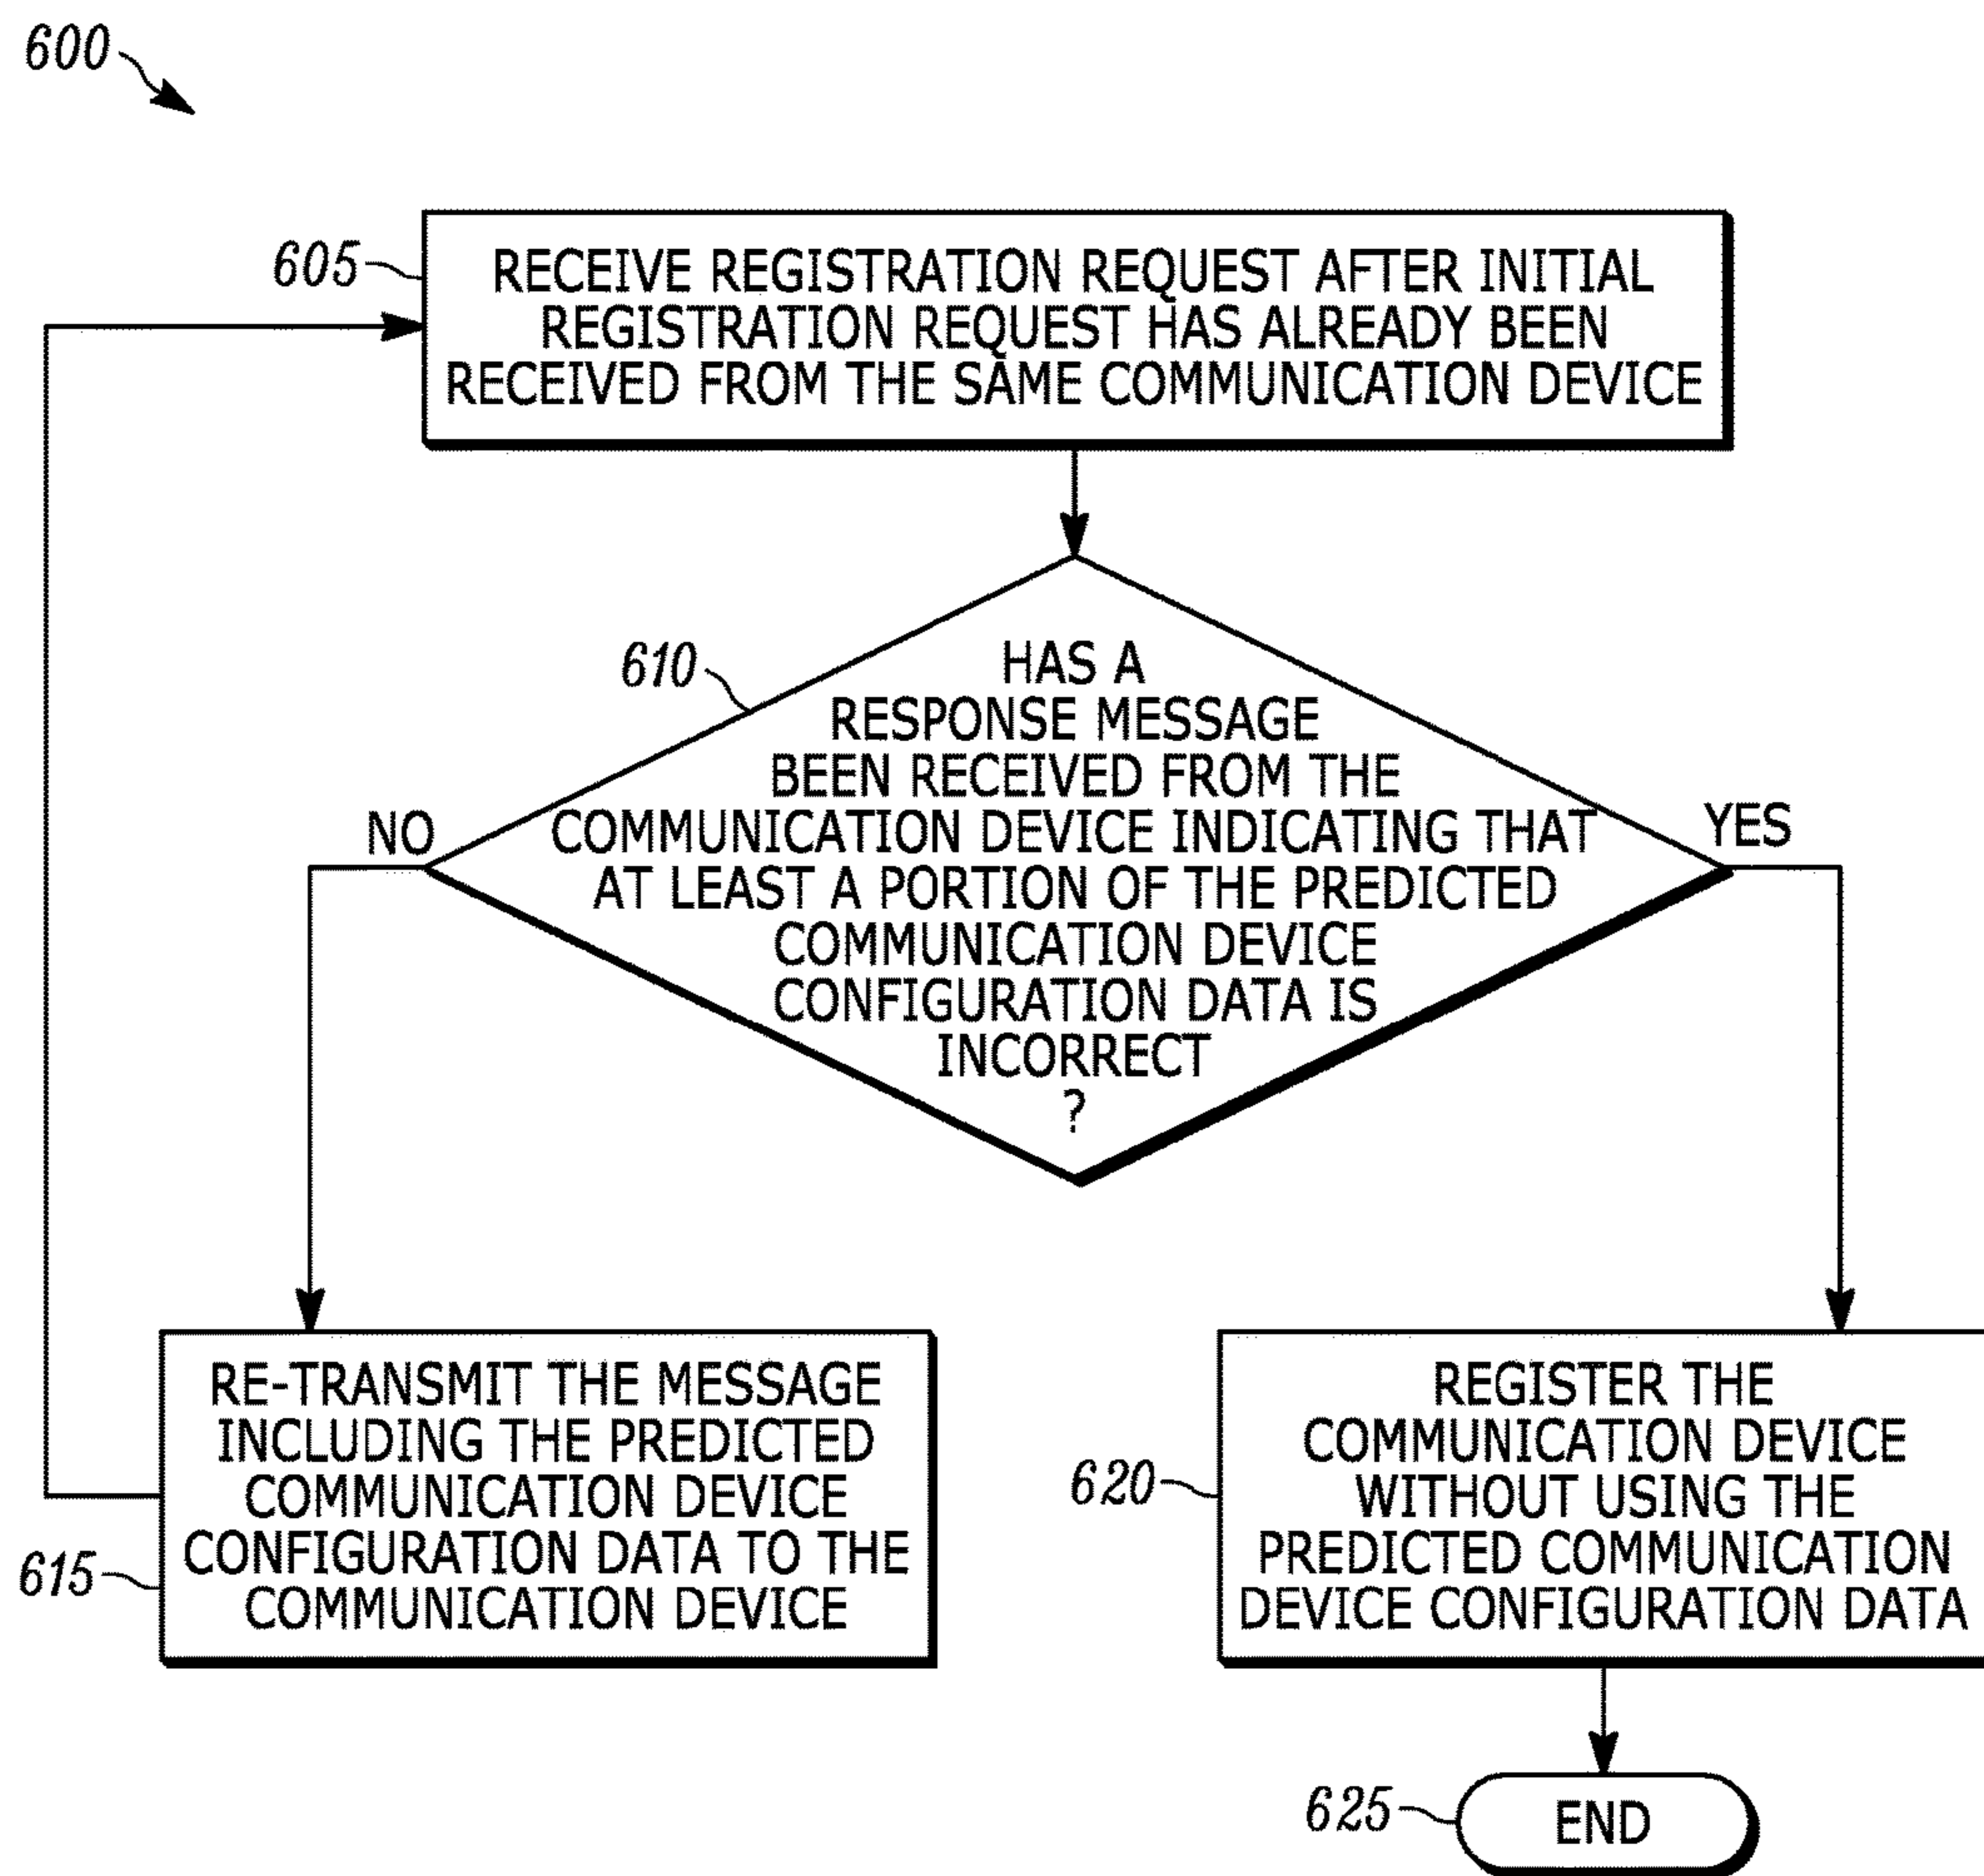 600
605
RECEIVE REGISTRATION REQUEST AFTER INITIAL
REGISTRATION REQUEST HAS ALREADY BEEN
RECEIVED FROM THE SAME COMMUNICATION DEVICE
610
HAS A
RESPONSE MESSAGE
BEEN RECEIVED FROM THE
COMMUNICATION DEVICE INDICATING THAT
AT LEAST A PORTION OF THE PREDICTED
COMMUNICATION DEVICE
CONFIGURATION DATA IS
INCORRECT
?
NO
YES
RE-TRANSMIT THE MESSAGE
INCLUDING THE PREDICTED
COMMUNICATION DEVICE
CONFIGURATION DATA TO THE
COMMUNICATION DEVICE
615
620
REGISTER THE
COMMUNICATION DEVICE
WITHOUT USING THE
PREDICTED COMMUNICATION
DEVICE CONFIGURATION DATA
625
END